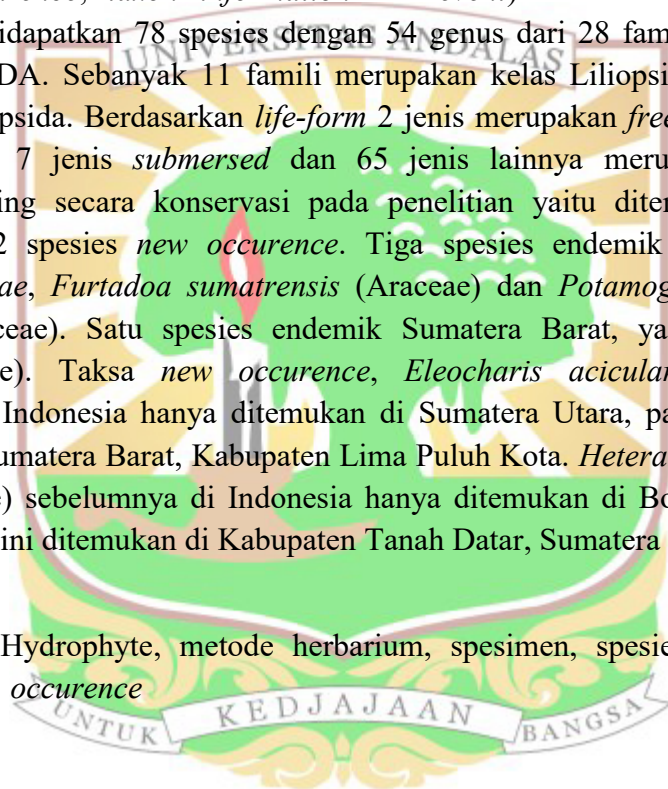 idapatkan 78 spesies dengan 54 genus dari 28 fam
UNIVERSITAS ANDALAS
DA. Sebanyak 11 famili merupakan kelas Liliopsi
psida. Berdasarkan life-form 2 jenis merupakan free
7 jenis submersed dan 65 jenis lainnya meru
ing secara konservasi pada penelitian yaitu diter
2 spesies new occurence. Tiga spesies endemik
ae, Furtadoa sumatrensis (Araceae) dan Potamog
ceae). Satu spesies endemik Sumatera Barat, ya
e). Taksa new occurence, Eleocharis acicular
Indonesia hanya ditemukan di Sumatera Utara, pa
umatera Barat, Kabupaten Lima Puluh Kota. Hetera
e) sebelumnya di Indonesia hanya ditemukan di Bo
ini ditemukan di Kabupaten Tanah Datar, Sumatera
Hydrophyte, metode herbarium, spesimen, spesie
occurence
UNTUK KEDJAJAAN BANGSA